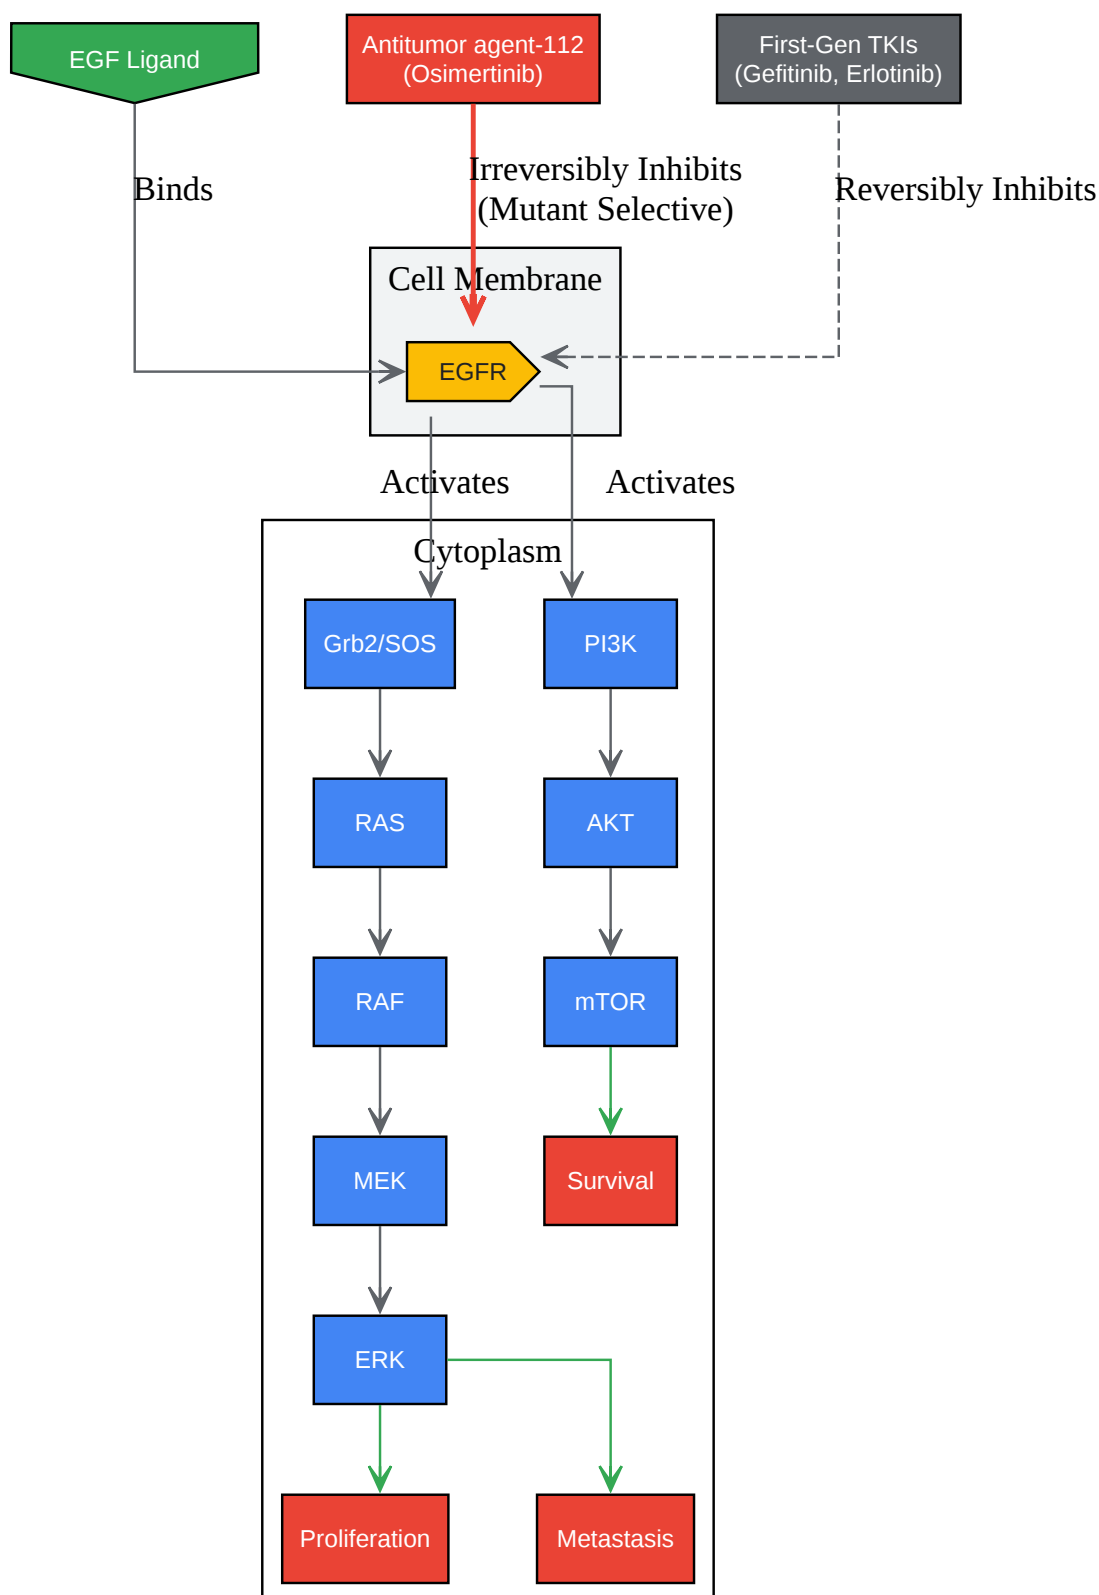 EGF Ligand
Antitumor agent-112
(Osimertinib)
First-Gen TKIs
(Gefitinib, Erlotinib)
Binds
Irreversibly Inhibits
(Mutant Selective)
Reversibly Inhibits
Cell Membrane
EGFR
Activates
Activates
Cytoplasm
Grb2/SOS
PI3K
RAS
AKT
RAF
mTOR
MEK
Survival
ERK
Proliferation
Metastasis